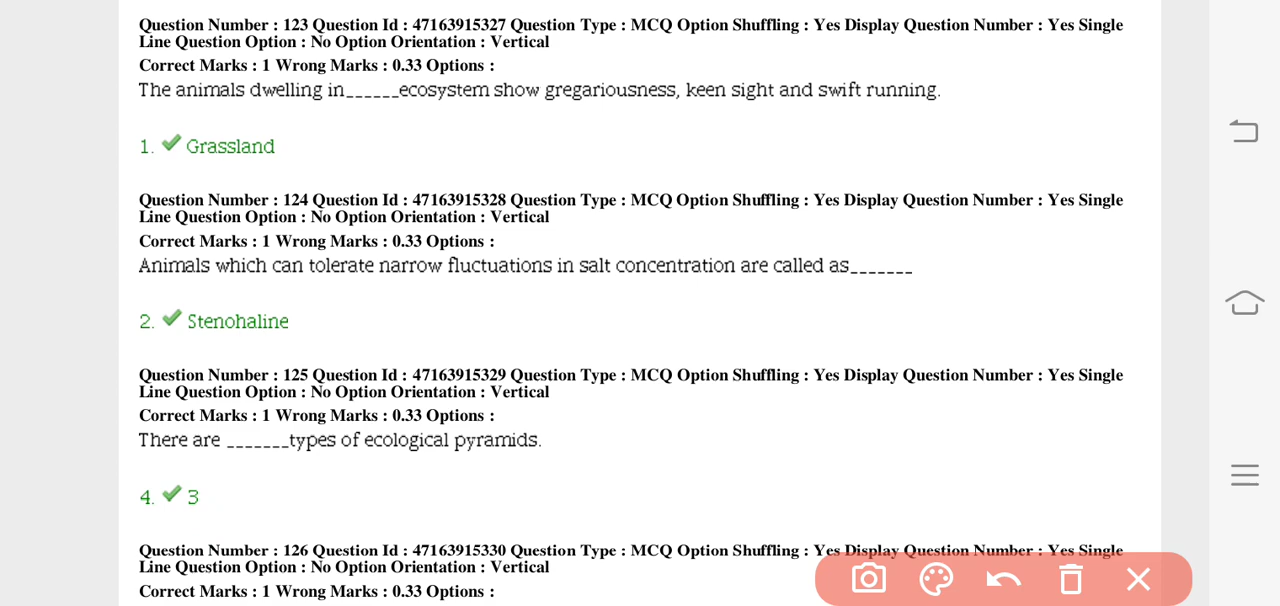 Question Number : 123 Question Id : 47163915327 Question Type : MCQ Option Shuffling : Yes Display Question Number : Yes Single
Line Question Option : No Option Orientation : Vertical
Correct Marks : 1 Wrong Marks : 0.33 Options :
The animals dwelling in______ecosystem show gregariousness, keen sight and swift running.
1. ✔ Grassland
Question Number : 124 Question Id : 47163915328 Question Type : MCQ Option Shuffling : Yes Display Question Number : Yes Single
Line Question Option : No Option Orientation : Vertical
Correct Marks : 1 Wrong Marks : 0.33 Options :
Animals which can tolerate narrow fluctuations in salt concentration are called as_______
2. ✔ Stenohaline
Question Number : 125 Question Id : 47163915329 Question Type : MCQ Option Shuffling : Yes Display Question Number : Yes Single
Line Question Option : No Option Orientation : Vertical
Correct Marks : 1 Wrong Marks : 0.33 Options :
There are _______types of ecological pyramids.
4. ✔ 3
Question Number : 126 Question Id : 47163915330 Question Type : MCQ Option Shuffling : Yes Display Question Number : Yes Single
Line Question Option : No Option Orientation : Vertical
Correct Marks : 1 Wrong Marks : 0.33 Options :